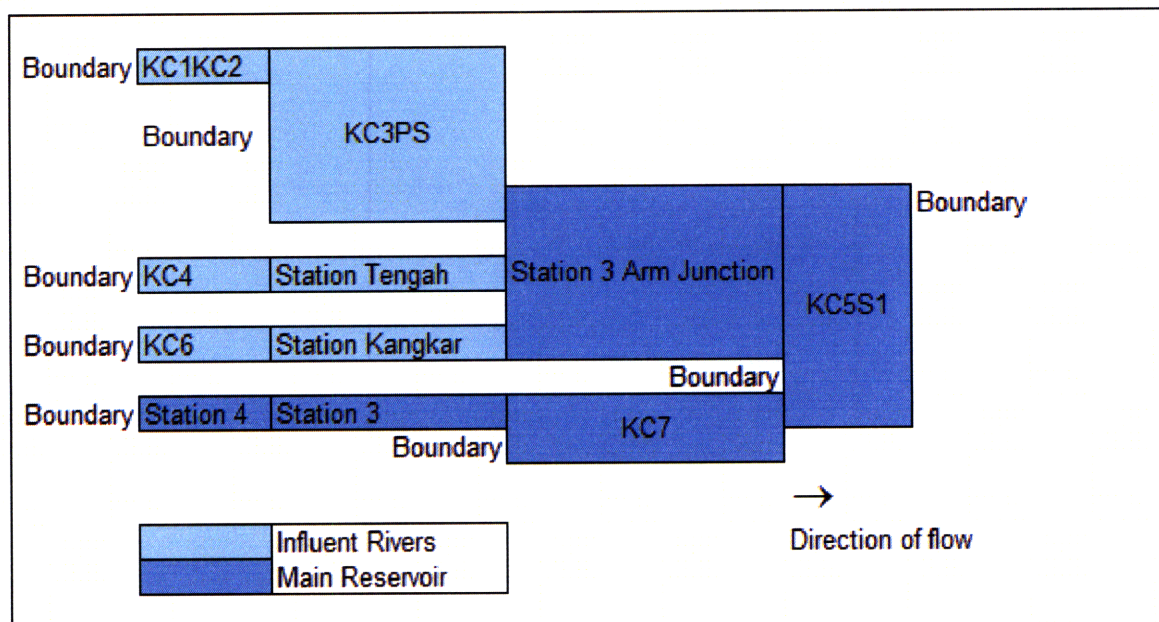 Boundary KC1KC2
Boundary KC3PS
Boundary
Boundary KC4 Station Tengah Station 3 Arm Junction
KC5S1
Boundary KC6 Station Kangkar
Boundary
Boundary Station 4 Station 3 KC7
Boundary
→
Influent Rivers Direction of flow
Main Reservoir